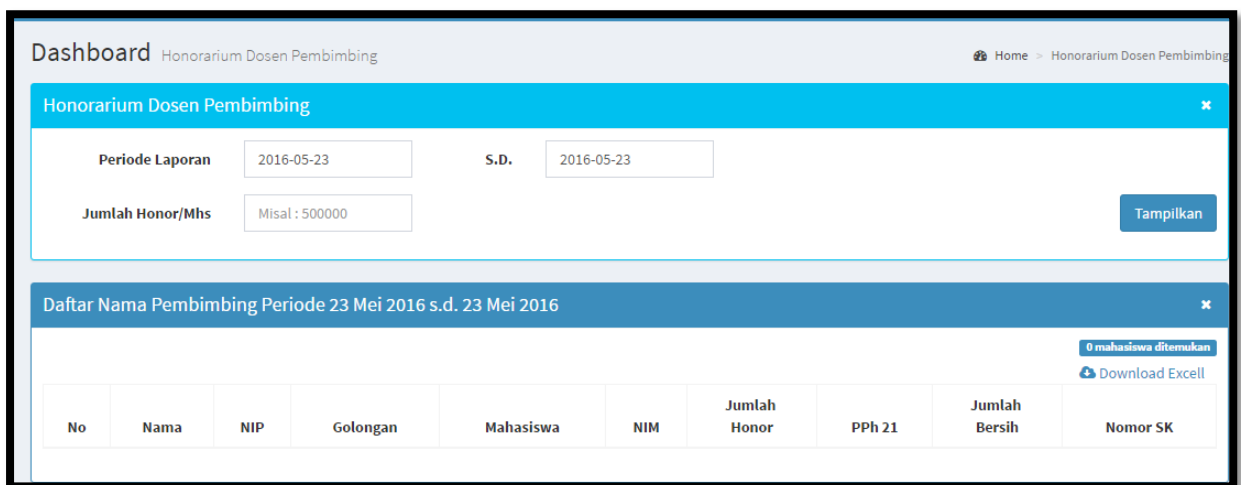 Dashboard Honorarium Dosen Pembimbing
Home > Honorarium Dosen Pembimbing
Honorarium Dosen Pembimbing
Periode Laporan 2016-05-23 S.D. 2016-05-23
Jumlah Honor/Mhs Misal : 500000 Tampilkan
Daftar Nama Pembimbing Periode 23 Mei 2016 s.d. 23 Mei 2016
0 mahasiswa ditemukan
Download Excell
No Nama NIP Golongan Mahasiswa NIM Jumlah Honor PPh 21 Jumlah Bersih Nomor SK